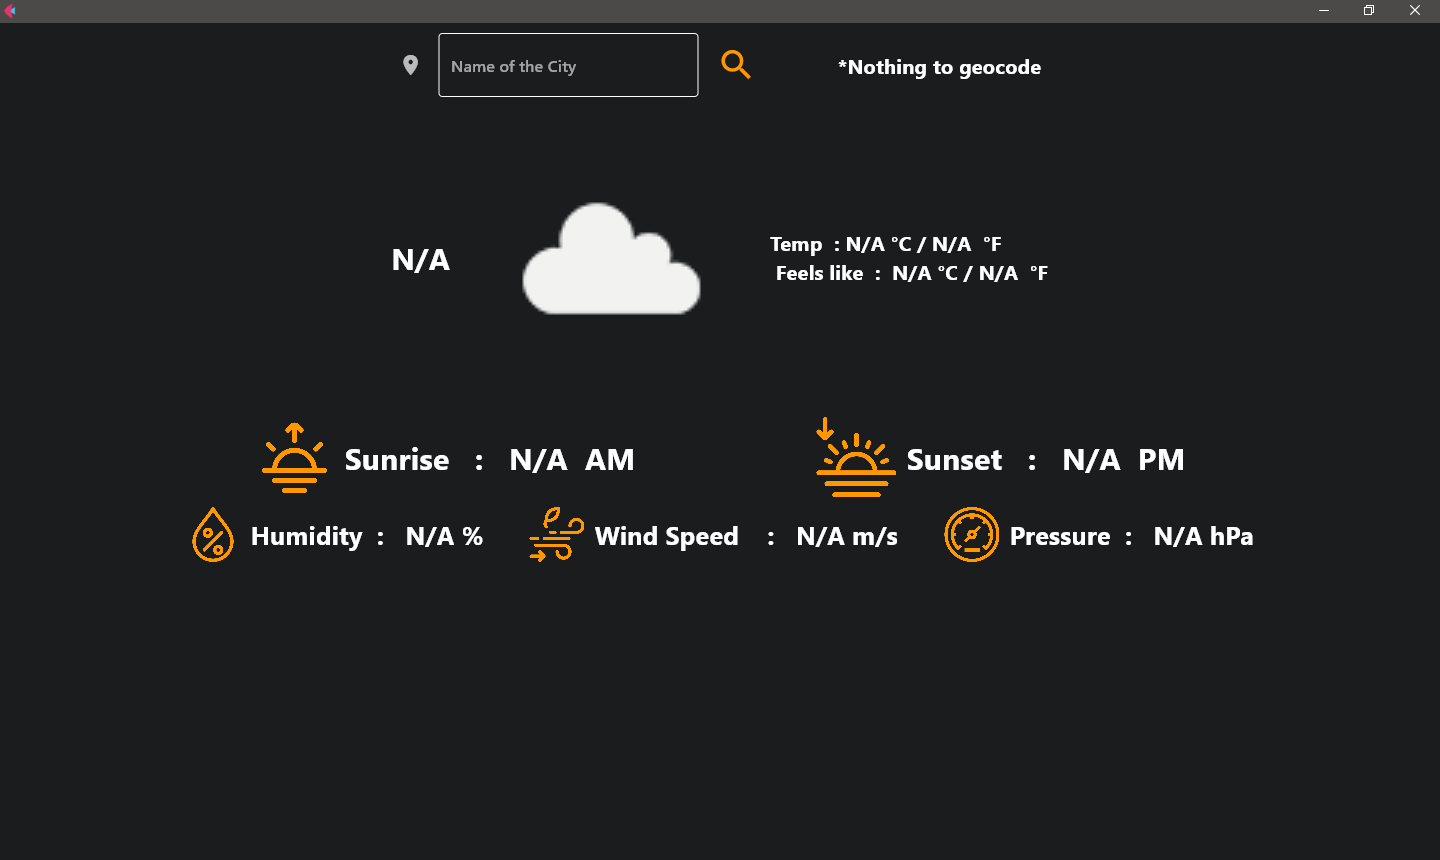 Name of the City
*Nothing to geocode
N/A
Temp  : N/A °C / N/A  °F
Feels like  :  N/A °C / N/A  °F
Sunrise   :   N/A  AM
Sunset   :   N/A  PM
Humidity  :   N/A %
Wind Speed   :   N/A m/s
Pressure  :   N/A hPa